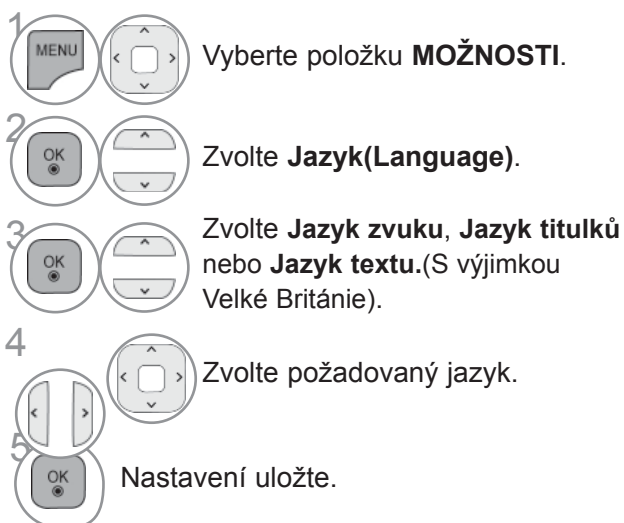 1
MENU
Vyberte položku MOŽNOSTI.
2
OK
Zvolte Jazyk(Language).
3
OK
Zvolte Jazyk zvuku, Jazyk titulků
nebo Jazyk textu.(S výjimkou
Velké Británie).
4
Zvolte požadovaný jazyk.
5
OK
Nastavení uložte.